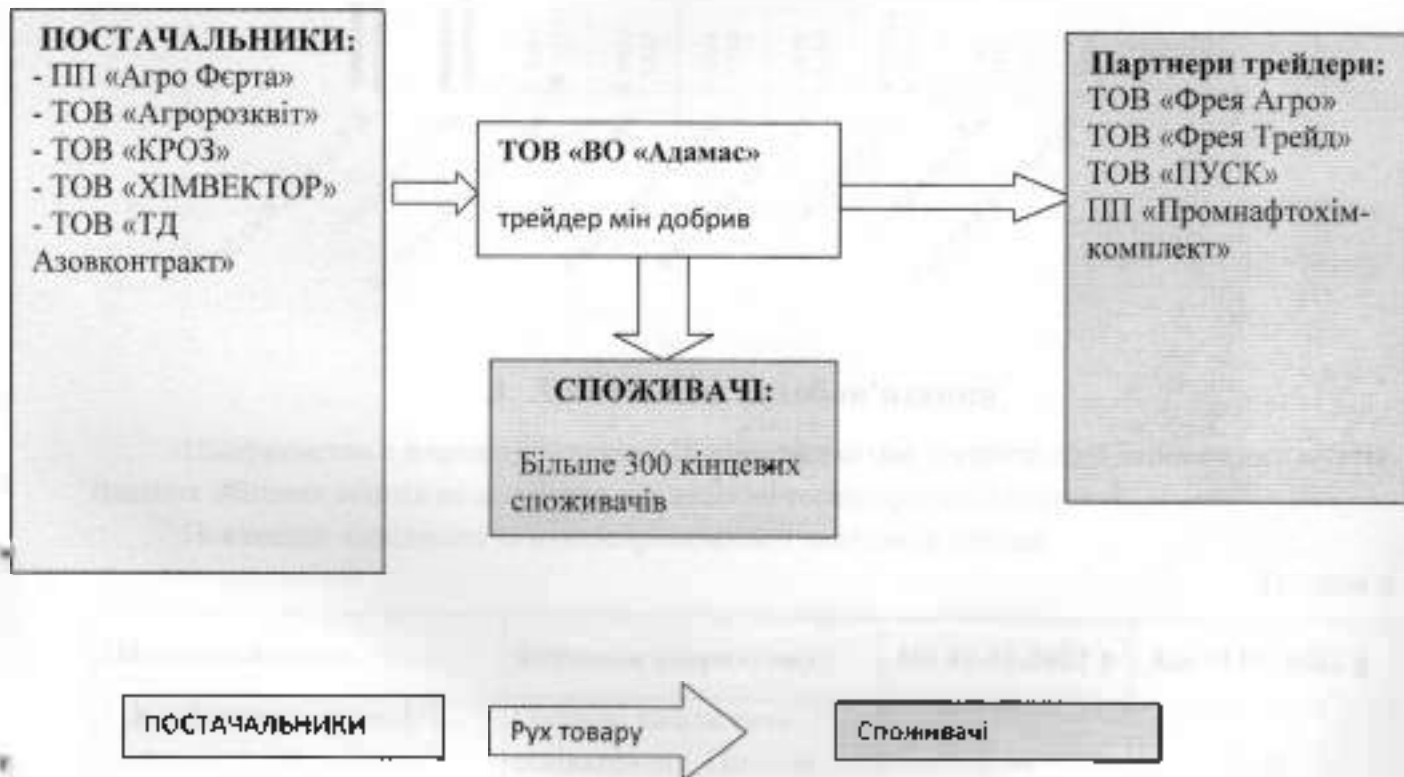 ПОСТАЧАЛЬНИКИ:
- ПП «Агро Фєрта»
- ТОВ «Агророзквіт»
- ТОВ «КРОЗ»
- ТОВ «ХІМВЕКТОР»
- ТОВ «ТД
Азовконтракт»
ТОВ «ВО «Адамас»
трейдер мін добрив
Партнери трейдери:
ТОВ «Фрея Агро»
ТОВ «Фрея Трейд»
ТОВ «ПУСК»
ПП «Промнафтохім-
комплект»
СПОЖИВАЧІ:
Більше 300 кінцевих
споживачів
ПОСТАЧАЛЬНИКИ
Рух товару
Споживачі